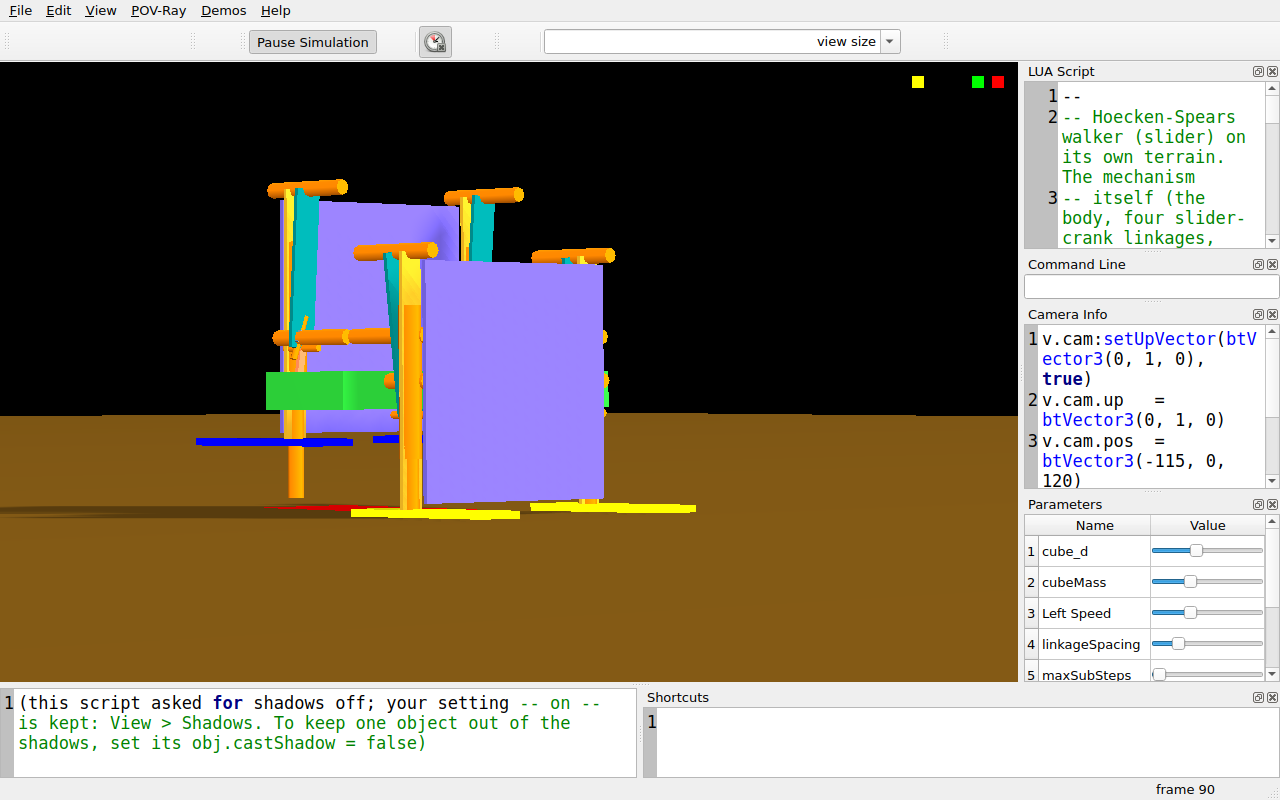 File Edit View POV-Ray Demos Help
Pause Simulation
view size
LUA Script
1 --
2 -- Hoecken-Spears
walker (slider) on
its own terrain.
The mechanism
3 -- itself (the
body, four slider-
crank linkages,
Command Line
Camera Info
1 v.cam:setUpVector(btV
ector3(0, 1, 0),
true)
2 v.cam.up   =
btVector3(0, 1, 0)
3 v.cam.pos  =
btVector3(-115, 0,
120)
Parameters
Name Value
1 cube_d
2 cubeMass
3 Left Speed
4 linkageSpacing
5 maxSubSteps
1 (this script asked for shadows off; your setting -- on --
is kept: View > Shadows. To keep one object out of the
shadows, set its obj.castShadow = false)
Shortcuts
1
frame 90